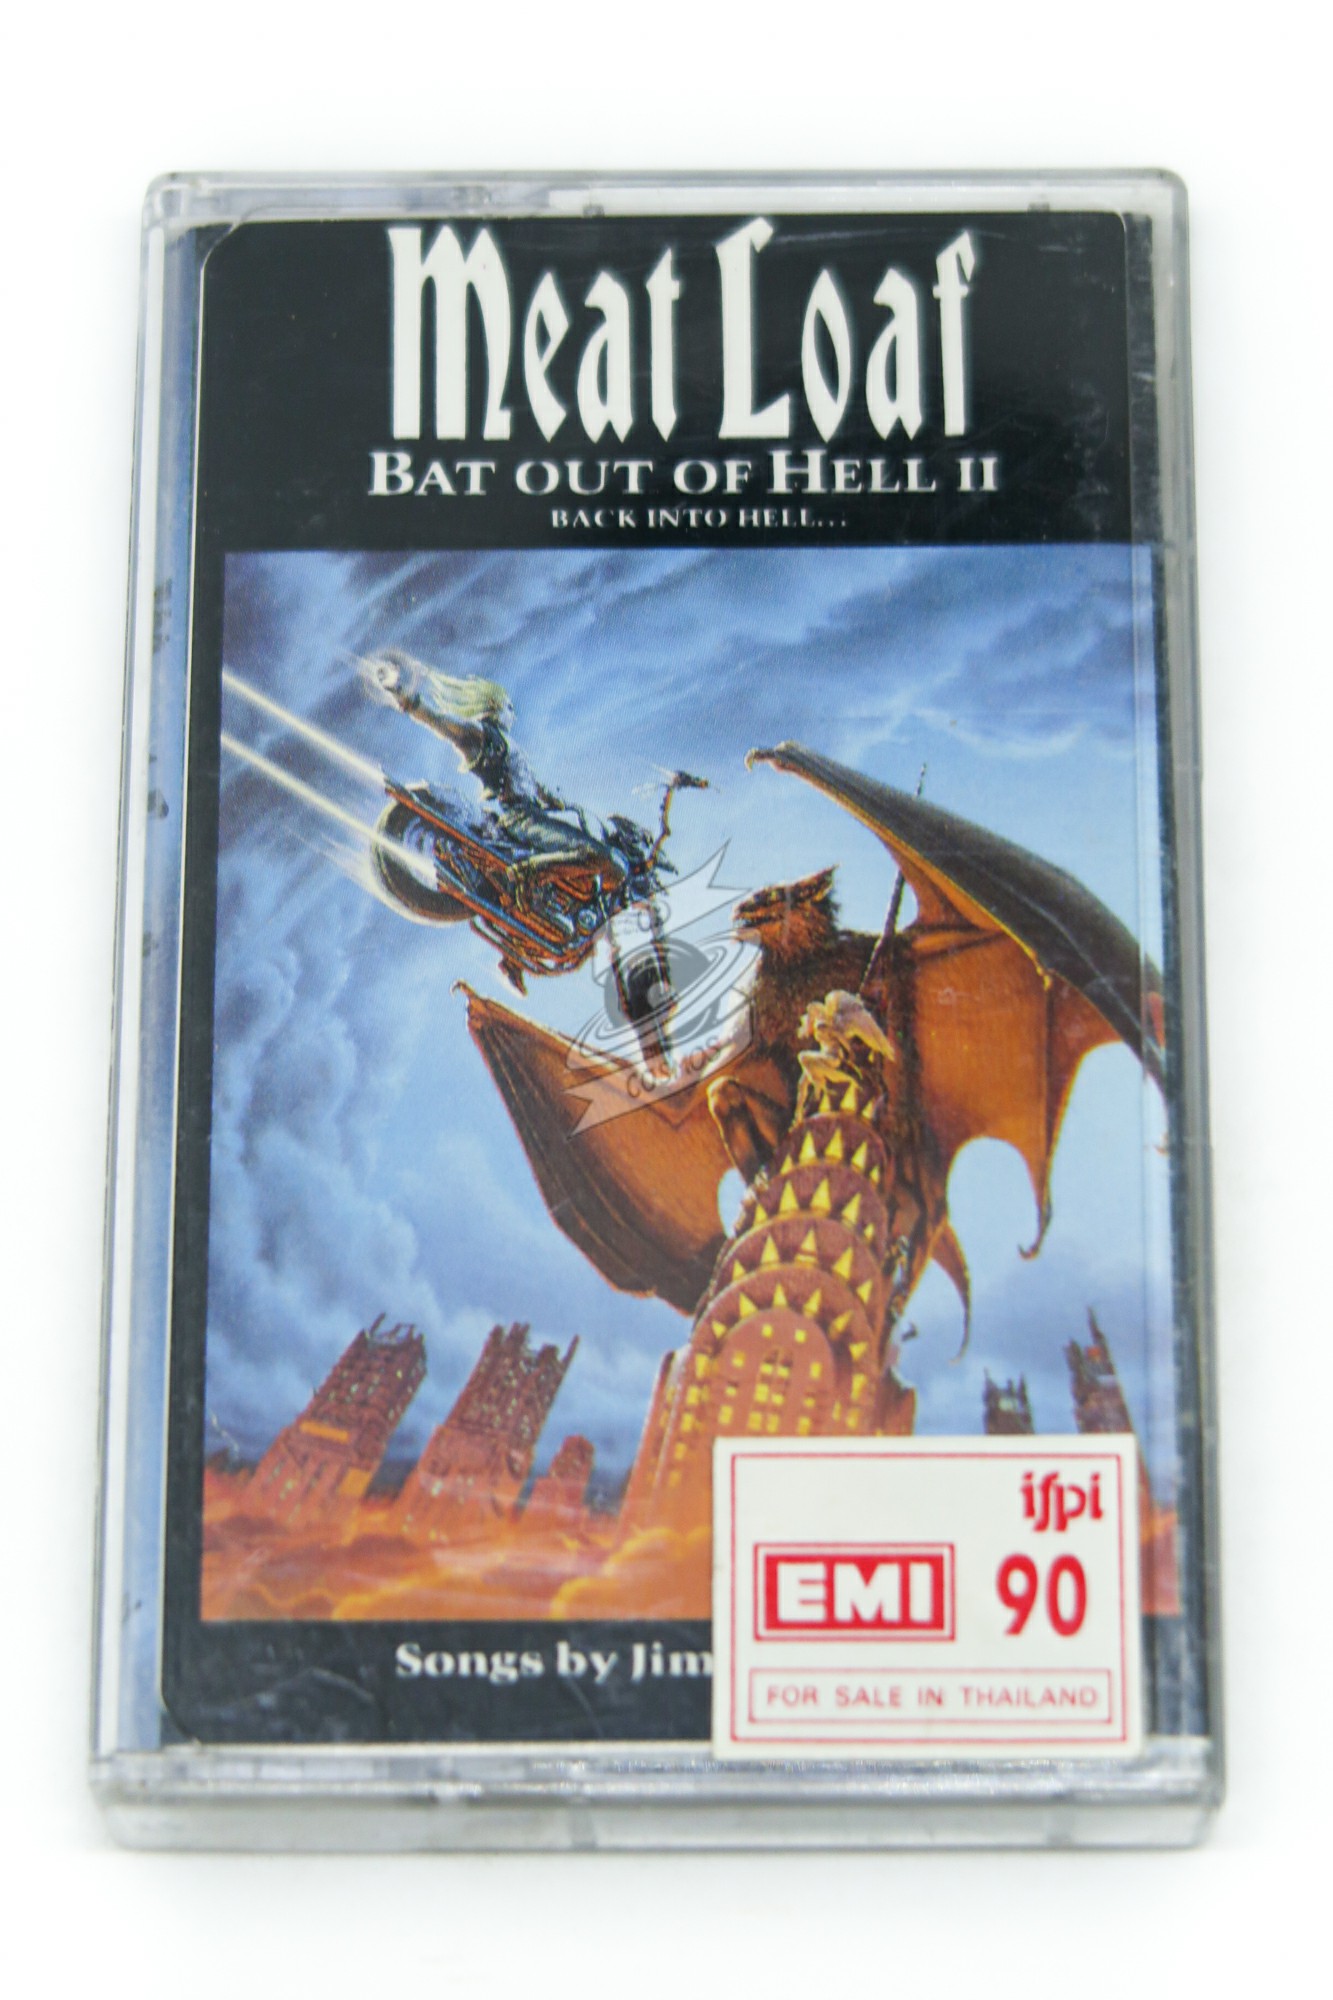 Meat Loaf
BAT OUT OF HELL II
BACK INTO HELL...
COSMOS
ifpi
EMI 90
Songs by Jim
FOR SALE IN THAILAND